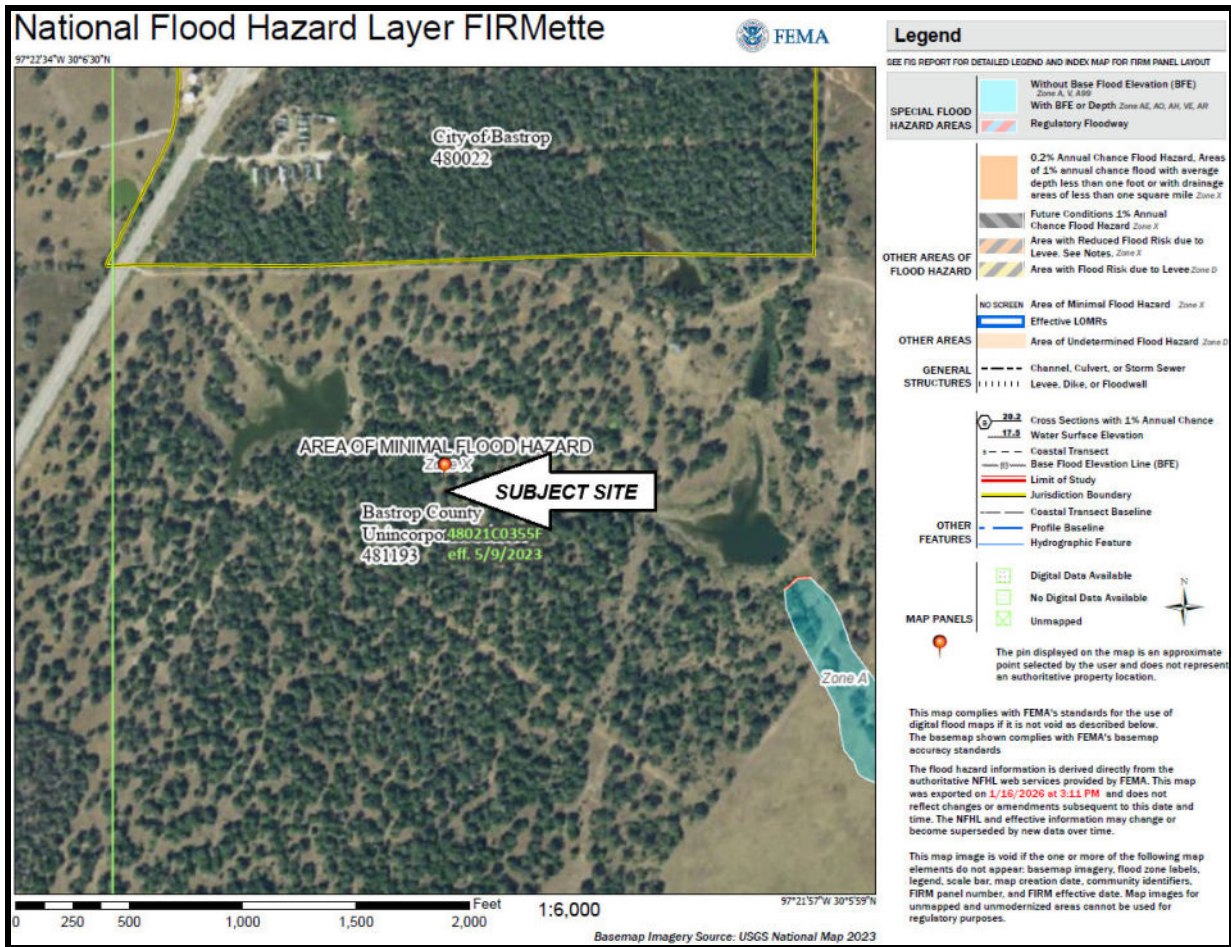 National Flood Hazard Layer FIRMette
FEMA
97°22'34"W 30°6'30"N
City of Bastrop
480022
AREA OF MINIMAL FLOOD HAZARD
Zone X
SUBJECT SITE
Bastrop County
Unincorpo
48021C0355F
481193
eff. 5/9/2023
Zone A
97°21'57"W 30°5'59"N
0 250 500 1,000 1,500 2,000
Feet
1:6,000
Basemap Imagery Source: USGS National Map 2023
Legend
SEE FIS REPORT FOR DETAILED LEGEND AND INDEX MAP FOR FIRM PANEL LAYOUT
SPECIAL FLOOD
HAZARD AREAS
Without Base Flood Elevation (BFE)
Zone A, V, A99
With BFE or Depth Zone AE, AO, AH, VE, AR
Regulatory Floodway
OTHER AREAS OF
FLOOD HAZARD
0.2% Annual Chance Flood Hazard, Areas
of 1% annual chance flood with average
depth less than one foot or with drainage
areas of less than one square mile Zone X
Future Conditions 1% Annual
Chance Flood Hazard Zone X
Area with Reduced Flood Risk due to
Levee. See Notes. Zone X
Area with Flood Risk due to Levee Zone D
OTHER AREAS
NO SCREEN Area of Minimal Flood Hazard Zone X
Effective LOMRs
Area of Undetermined Flood Hazard Zone D
GENERAL
STRUCTURES
Channel, Culvert, or Storm Sewer
Levee, Dike, or Floodwall
OTHER
FEATURES
B 20.2 Cross Sections with 1% Annual Chance
17.5 Water Surface Elevation
8 Coastal Transect
513 Base Flood Elevation Line (BFE)
Limit of Study
Jurisdiction Boundary
Coastal Transect Baseline
Profile Baseline
Hydrographic Feature
MAP PANELS
Digital Data Available
No Digital Data Available
Unmapped
N
The pin displayed on the map is an approximate
point selected by the user and does not represent
an authoritative property location.
This map complies with FEMA's standards for the use of
digital flood maps if it is not void as described below.
The basemap shown complies with FEMA's basemap
accuracy standards
The flood hazard information is derived directly from the
authoritative NFHL web services provided by FEMA. This map
was exported on 1/16/2026 at 3:11 PM and does not
reflect changes or amendments subsequent to this date and
time. The NFHL and effective information may change or
become superseded by new data over time.
This map image is void if the one or more of the following map
elements do not appear: basemap imagery, flood zone labels,
legend, scale bar, map creation date, community identifiers,
FIRM panel number, and FIRM effective date. Map images for
unmapped and unmodernized areas cannot be used for
regulatory purposes.